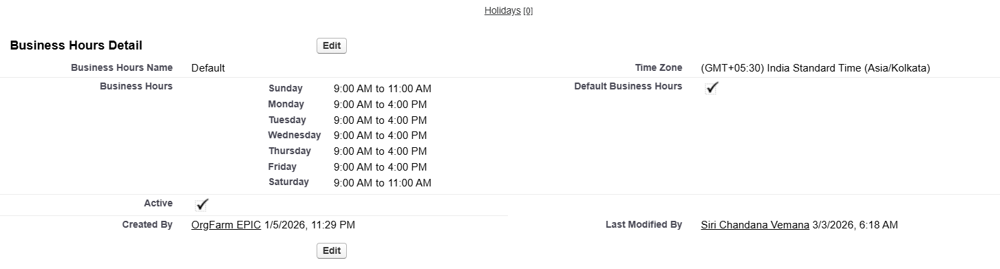 Holidays [0]
Business Hours Detail Edit
Business Hours Name Default Time Zone (GMT+05:30) India Standard Time (Asia/Kolkata)
Business Hours Sunday 9:00 AM to 11:00 AM Default Business Hours
Monday 9:00 AM to 4:00 PM
Tuesday 9:00 AM to 4:00 PM
Wednesday 9:00 AM to 4:00 PM
Thursday 9:00 AM to 4:00 PM
Friday 9:00 AM to 4:00 PM
Saturday 9:00 AM to 11:00 AM
Active
Created By OrgFarm EPIC 1/5/2026, 11:29 PM Last Modified By Siri Chandana Vemana 3/3/2026, 6:18 AM
Edit